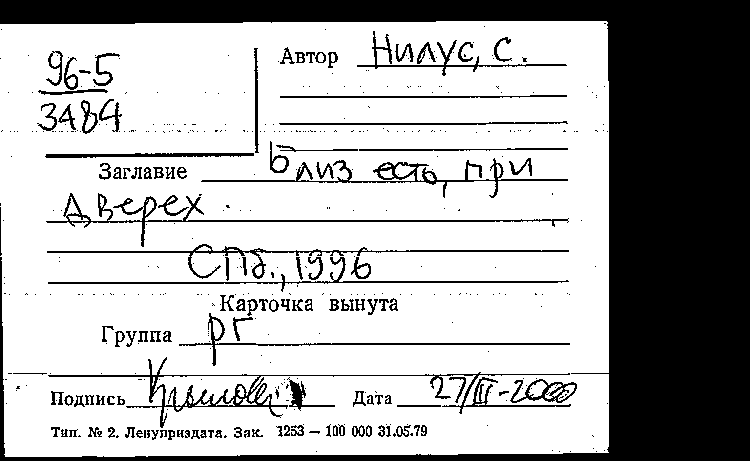 96-5
3484
Автор Нилус, С.
Заглавие Близ есть, при
дверех.
СПб., 1996
Карточка вынута
Группа РГ
Подпись Дата 27/III-2000
Тип. № 2. Ленуприздата. Зак. 1253 — 100 000 31.05.79